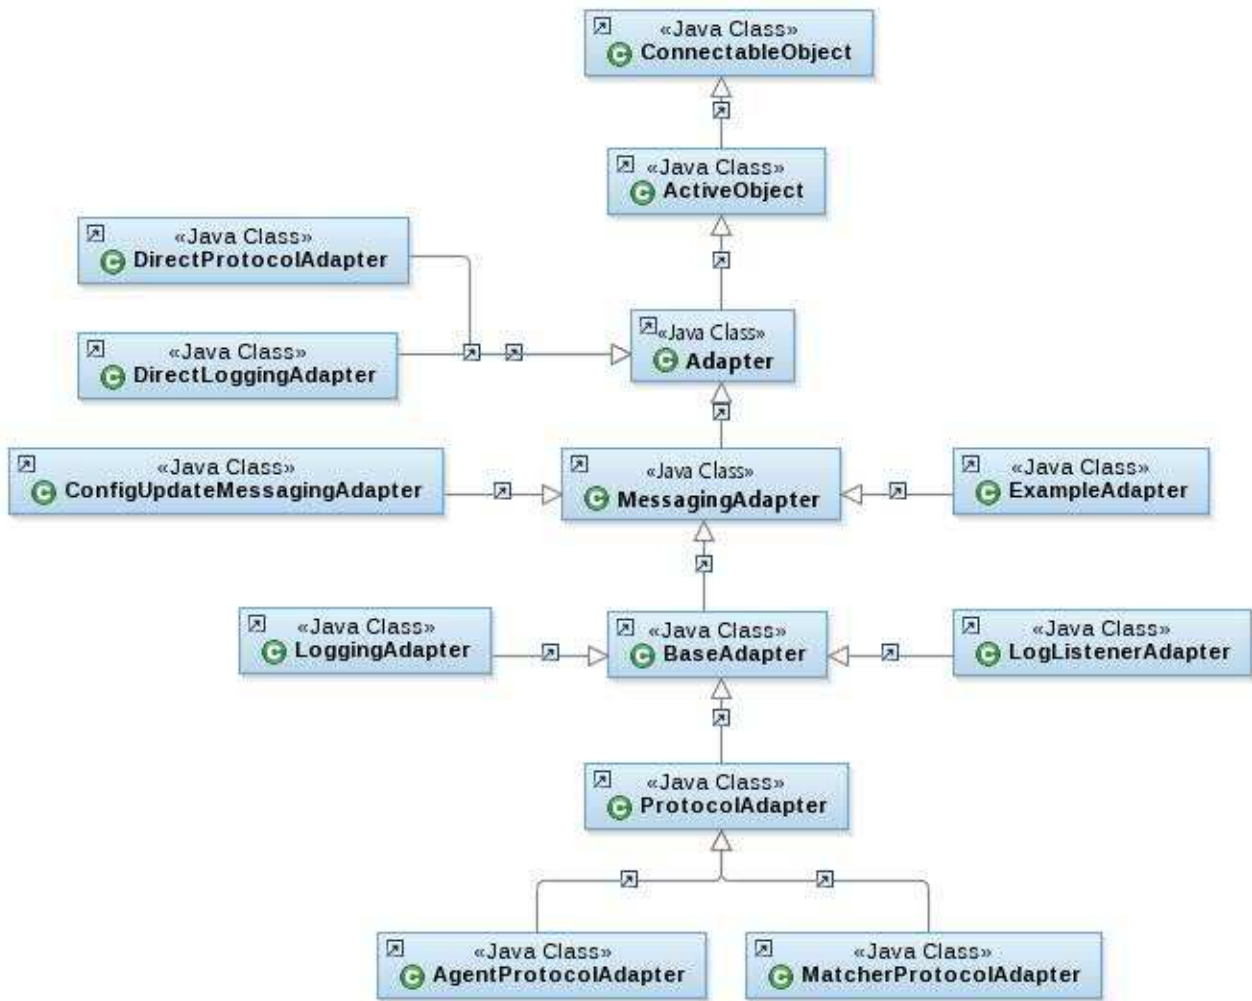 «Java Class»
ConnectableObject
«Java Class»
ActiveObject
«Java Class»
DirectProtocolAdapter
«Java Class»
Adapter
«Java Class»
DirectLoggingAdapter
«Java Class»
ConfigUpdateMessagingAdapter
«Java Class»
MessagingAdapter
«Java Class»
ExampleAdapter
«Java Class»
LoggingAdapter
«Java Class»
BaseAdapter
«Java Class»
LogListenerAdapter
«Java Class»
ProtocolAdapter
«Java Class»
AgentProtocolAdapter
«Java Class»
MatcherProtocolAdapter